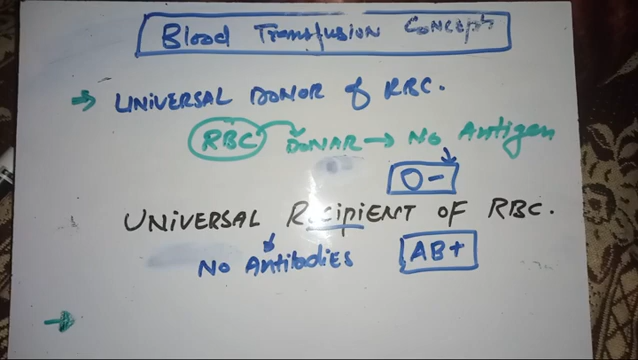 Blood Transfusion Concepts
→ UNIVERSAL DONOR of RBC.
RBC DONAR → NO Antigen
O-
UNIVERSAL RECIPIENT OF RBC.
NO Antibodies AB+
→